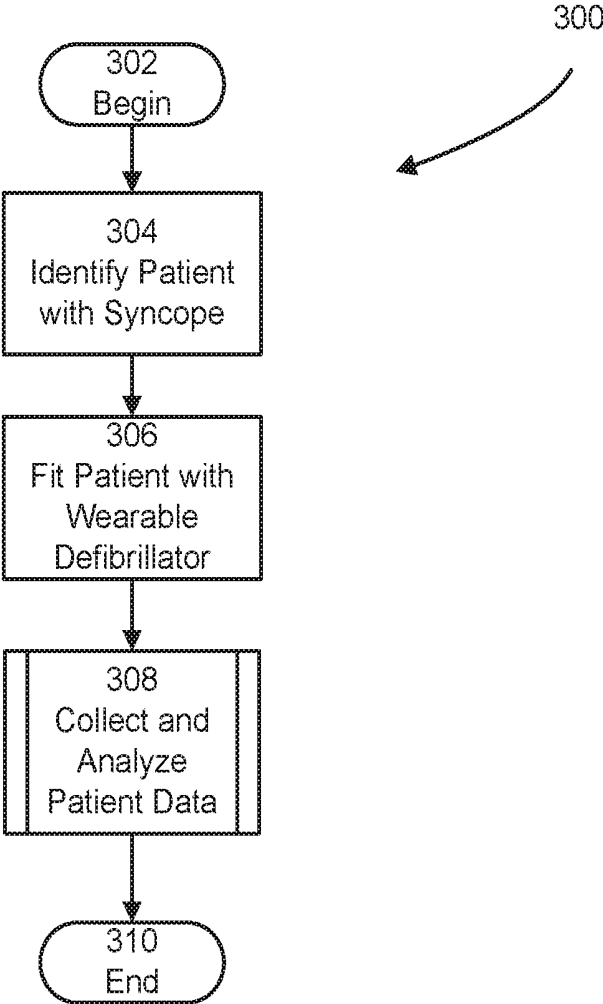 300
302
Begin
304
Identify Patient
with Syncope
306
Fit Patient with
Wearable
Defibrillator
308
Collect and
Analyze
Patient Data
310
End